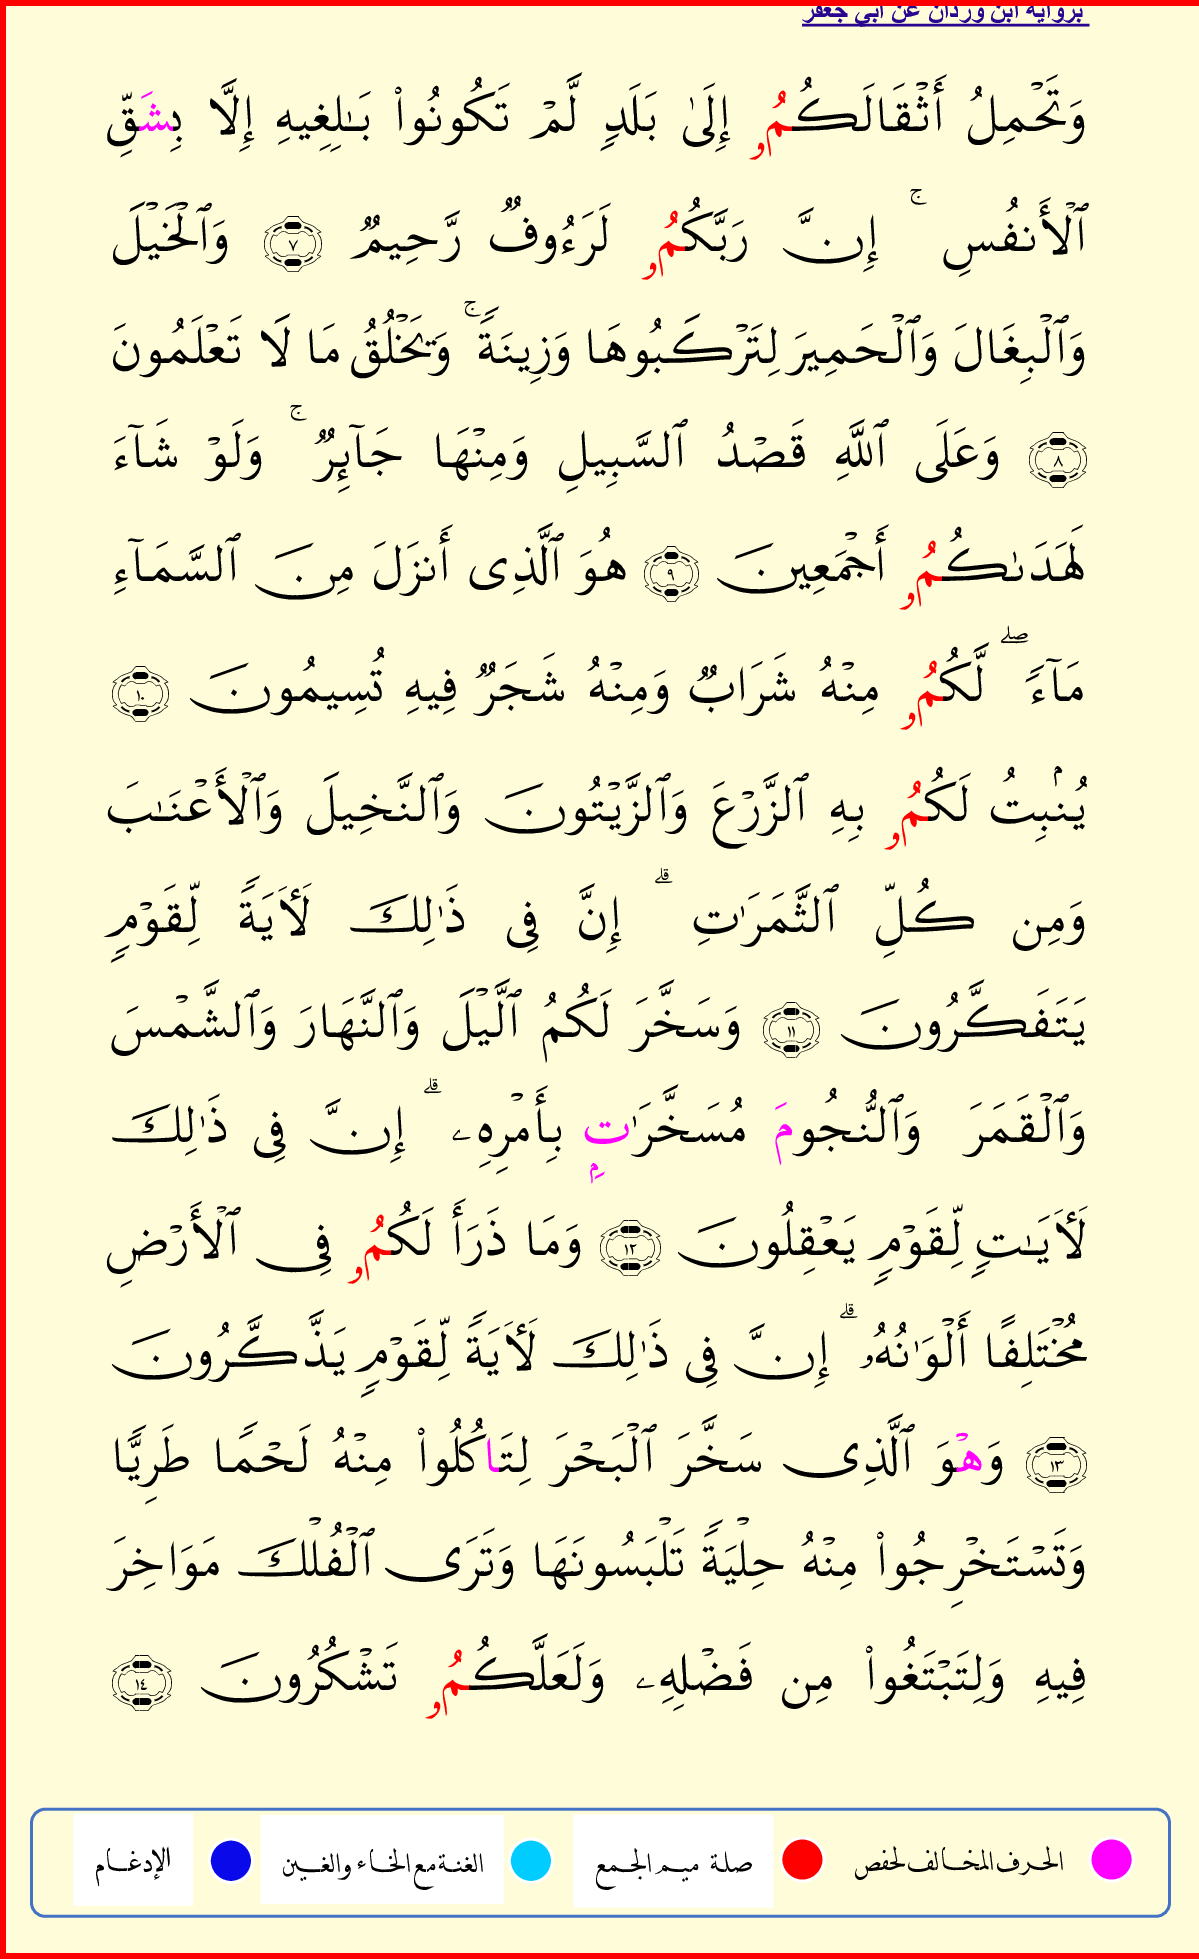 برواية ابن وردان عن أبي جعفر
وَتَحْمِلُ أَثْقَالَكُمُۥ إِلَىٰ بَلَدٍ لَّمْ تَكُونُوا۟ بَـٰلِغِيهِ إِلَّا بِشَقِّ
ٱلْأَنفُسِ ۚ إِنَّ رَبَّكُمُۥ لَرَءُوفٌ رَّحِيمٌ ٧ وَٱلْخَيْلَ
وَٱلْبِغَالَ وَٱلْحَمِيرَ لِتَرْكَبُوهَا وَزِينَةً ۚ وَيَخْلُقُ مَا لَا تَعْلَمُونَ
٨ وَعَلَى ٱللَّهِ قَصْدُ ٱلسَّبِيلِ وَمِنْهَا جَآئِرٌ ۚ وَلَوْ شَآءَ
لَهَدَىٰكُمُۥ أَجْمَعِينَ ٩ هُوَ ٱلَّذِى أَنزَلَ مِنَ ٱلسَّمَآءِ
مَآءً ۖ لَّكُمُۥ مِنْهُ شَرَابٌ وَمِنْهُ شَجَرٌ فِيهِ تُسِيمُونَ ١٠
يُنۢبِتُ لَكُمُۥ بِهِ ٱلزَّرْعَ وَٱلزَّيْتُونَ وَٱلنَّخِيلَ وَٱلْأَعْنَـٰبَ
وَمِن كُلِّ ٱلثَّمَرَٰتِ ۗ إِنَّ فِى ذَٰلِكَ لَـَٔايَةً لِّقَوْمٍ
يَتَفَكَّرُونَ ١١ وَسَخَّرَ لَكُمُ ٱلَّيْلَ وَٱلنَّهَارَ وَٱلشَّمْسَ
وَٱلْقَمَرَ وَٱلنُّجُومَ مُسَخَّرَٰتِۭ بِأَمْرِهِۦ ۗ إِنَّ فِى ذَٰلِكَ
لَـَٔايَـٰتٍ لِّقَوْمٍ يَعْقِلُونَ ١٢ وَمَا ذَرَأَ لَكُمُۥ فِى ٱلْأَرْضِ
مُخْتَلِفًا أَلْوَٰنُهُۥ ۗ إِنَّ فِى ذَٰلِكَ لَـَٔايَةً لِّقَوْمٍ يَذَّكَّرُونَ
١٣ وَهْوَ ٱلَّذِى سَخَّرَ ٱلْبَحْرَ لِتَاكُلُوا۟ مِنْهُ لَحْمًا طَرِيًّا
وَتَسْتَخْرِجُوا۟ مِنْهُ حِلْيَةً تَلْبَسُونَهَا وَتَرَى ٱلْفُلْكَ مَوَاخِرَ
فِيهِ وَلِتَبْتَغُوا۟ مِن فَضْلِهِۦ وَلَعَلَّكُمُۥ تَشْكُرُونَ ١٤
الحرف المخالف لحفص صلة ميم الجمع الغنة مع الخاء والغين الإدغام